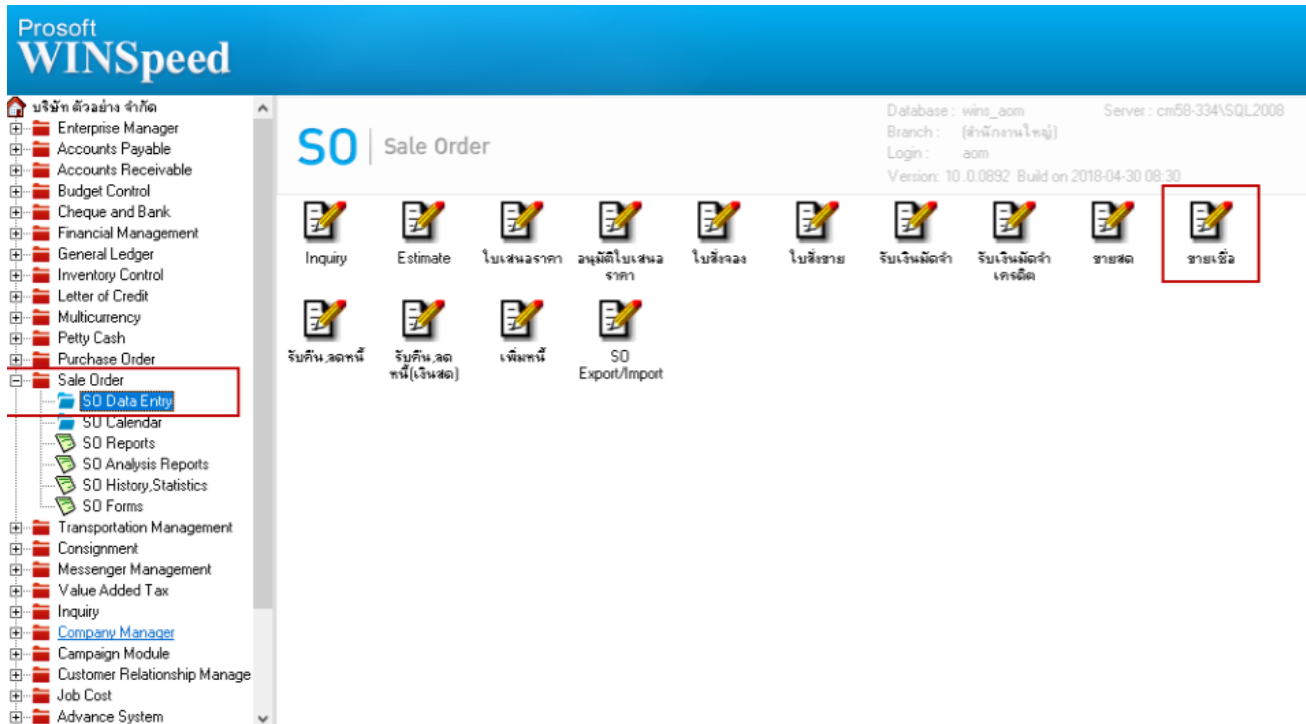 Prosoft
WINSpeed
บริษัท ตัวอย่าง จำกัด
Enterprise Manager
Accounts Payable
Accounts Receivable
Budget Control
Cheque and Bank
Financial Management
General Ledger
Inventory Control
Letter of Credit
Multicurrency
Petty Cash
Purchase Order
Sale Order
SO Data Entry
SO Calendar
SO Reports
SO Analysis Reports
SO History,Statistics
SO Forms
Transportation Management
Consignment
Messenger Management
Value Added Tax
Inquiry
Company Manager
Campaign Module
Customer Relationship Manage
Job Cost
Advance System
SO Sale Order
Database : wins_aom Server : cm58-334\SQL2008
Branch : (สำนักงานใหญ่)
Login : aom
Version: 10.0.0892 Build on 2018-04-30 08:30
Inquiry
Estimate
ใบเสนอราคา
อนุมัติใบเสนอ
ราคา
ใบสั่งจอง
ใบสั่งขาย
รับเงินมัดจำ
รับเงินมัดจำ
เครดิต
ขายสด
ขายเชื่อ
รับคืน,ลดหนี้
รับคืน,ลด
หนี้(เงินสด)
เพิ่มหนี้
SO
Export/Import